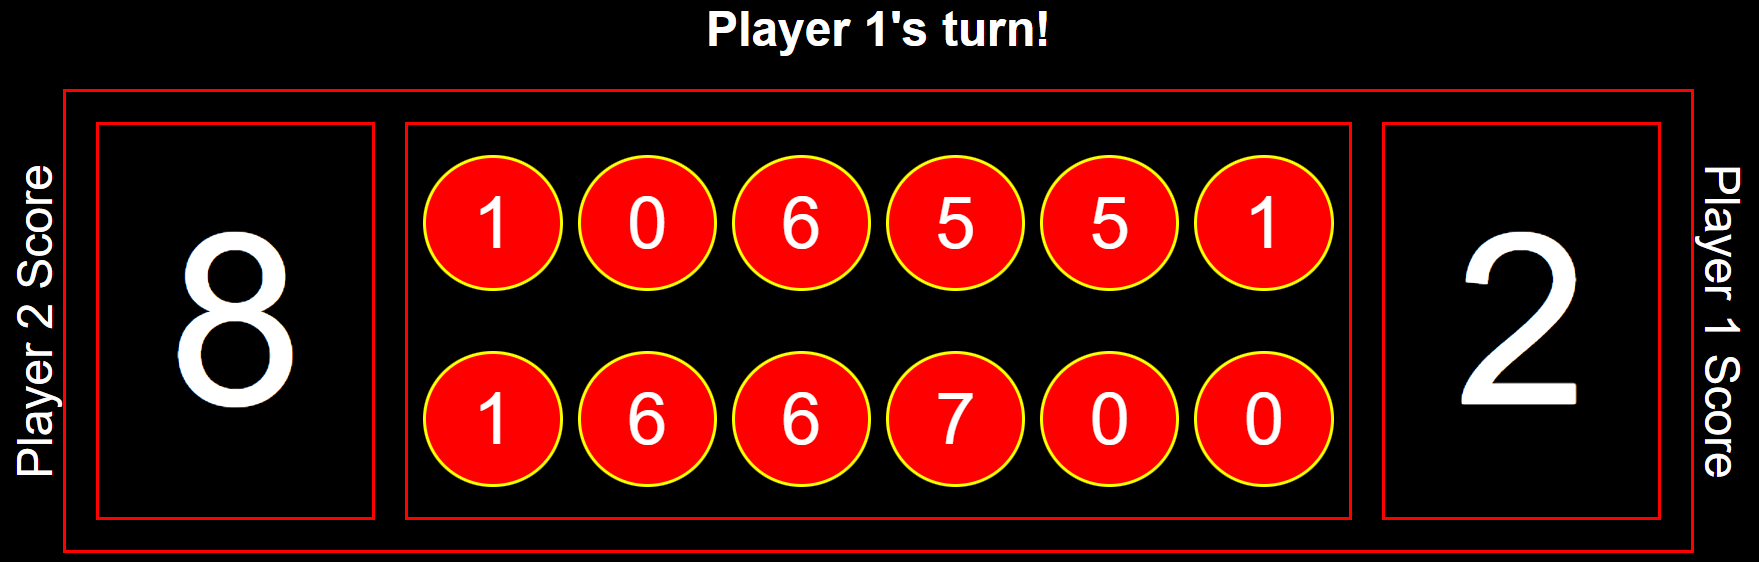 Player 1's turn!
Player 2 Score
8
1 0 6 5 5 1
1 6 6 7 0 0
2
Player 1 Score